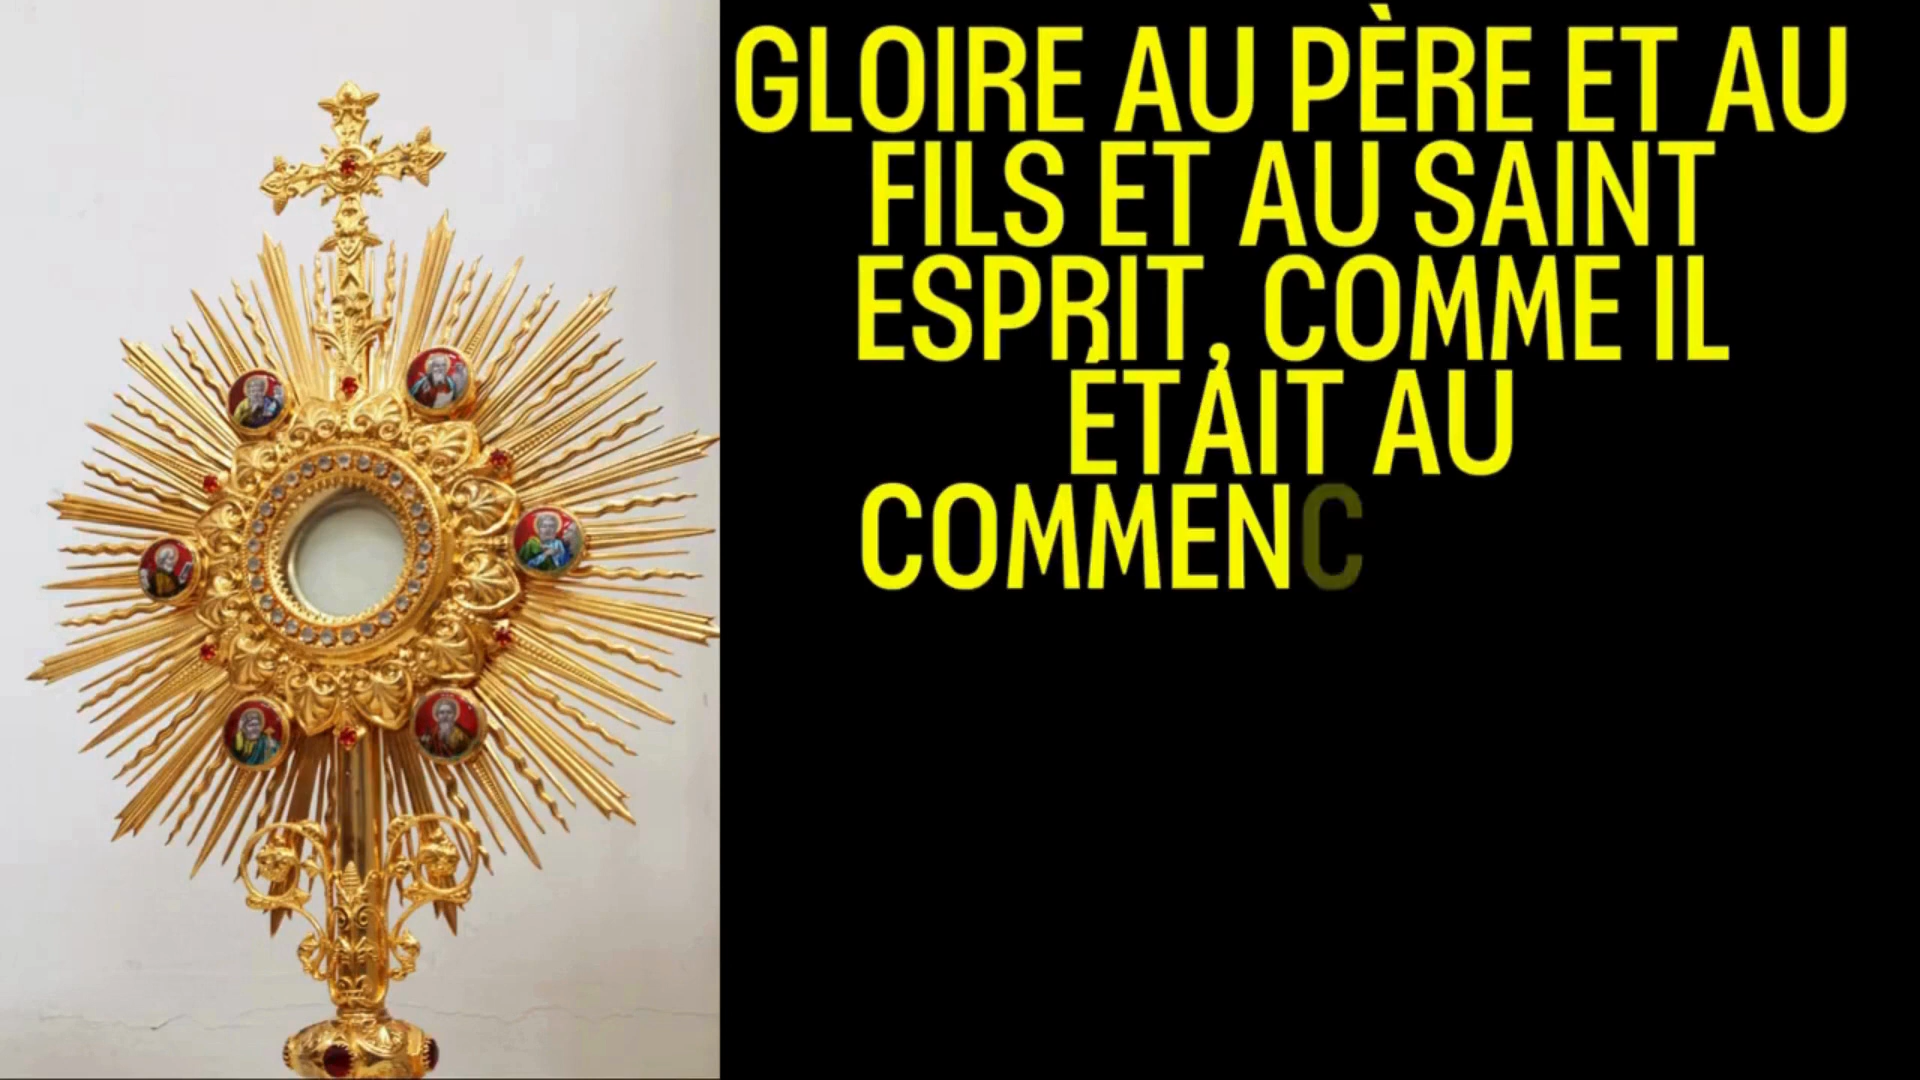 GLOIRE AU PÈRE ET AU
FILS ET AU SAINT
ESPRIT, COMME IL
ÉTAIT AU
COMMENC